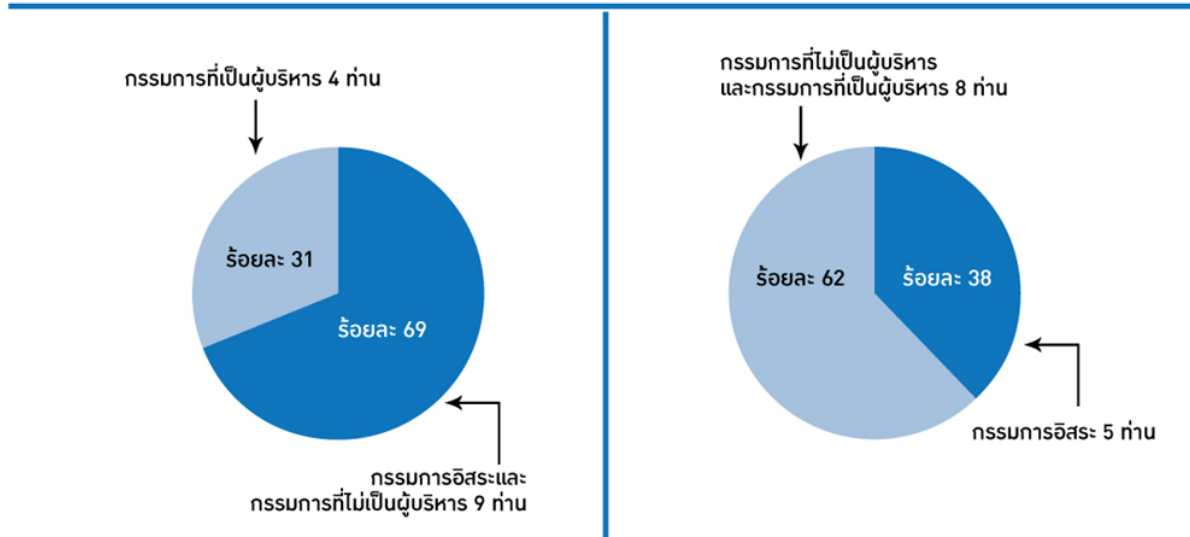 กรรมการที่เป็นผู้บริหาร 4 ท่าน
ร้อยละ 31
ร้อยละ 69
กรรมการอิสระและ
กรรมการที่ไม่เป็นผู้บริหาร 9 ท่าน
กรรมการที่ไม่เป็นผู้บริหาร
และกรรมการที่เป็นผู้บริหาร 8 ท่าน
ร้อยละ 62
ร้อยละ 38
กรรมการอิสระ 5 ท่าน